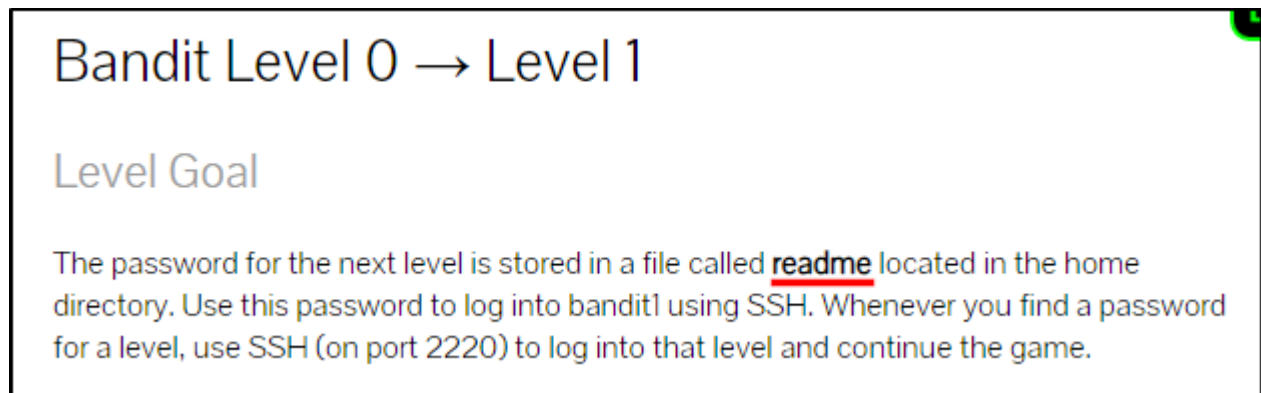 Bandit Level 0 → Level 1
Level Goal
The password for the next level is stored in a file called readme located in the home
directory. Use this password to log into bandit1 using SSH. Whenever you find a password
for a level, use SSH (on port 2220) to log into that level and continue the game.